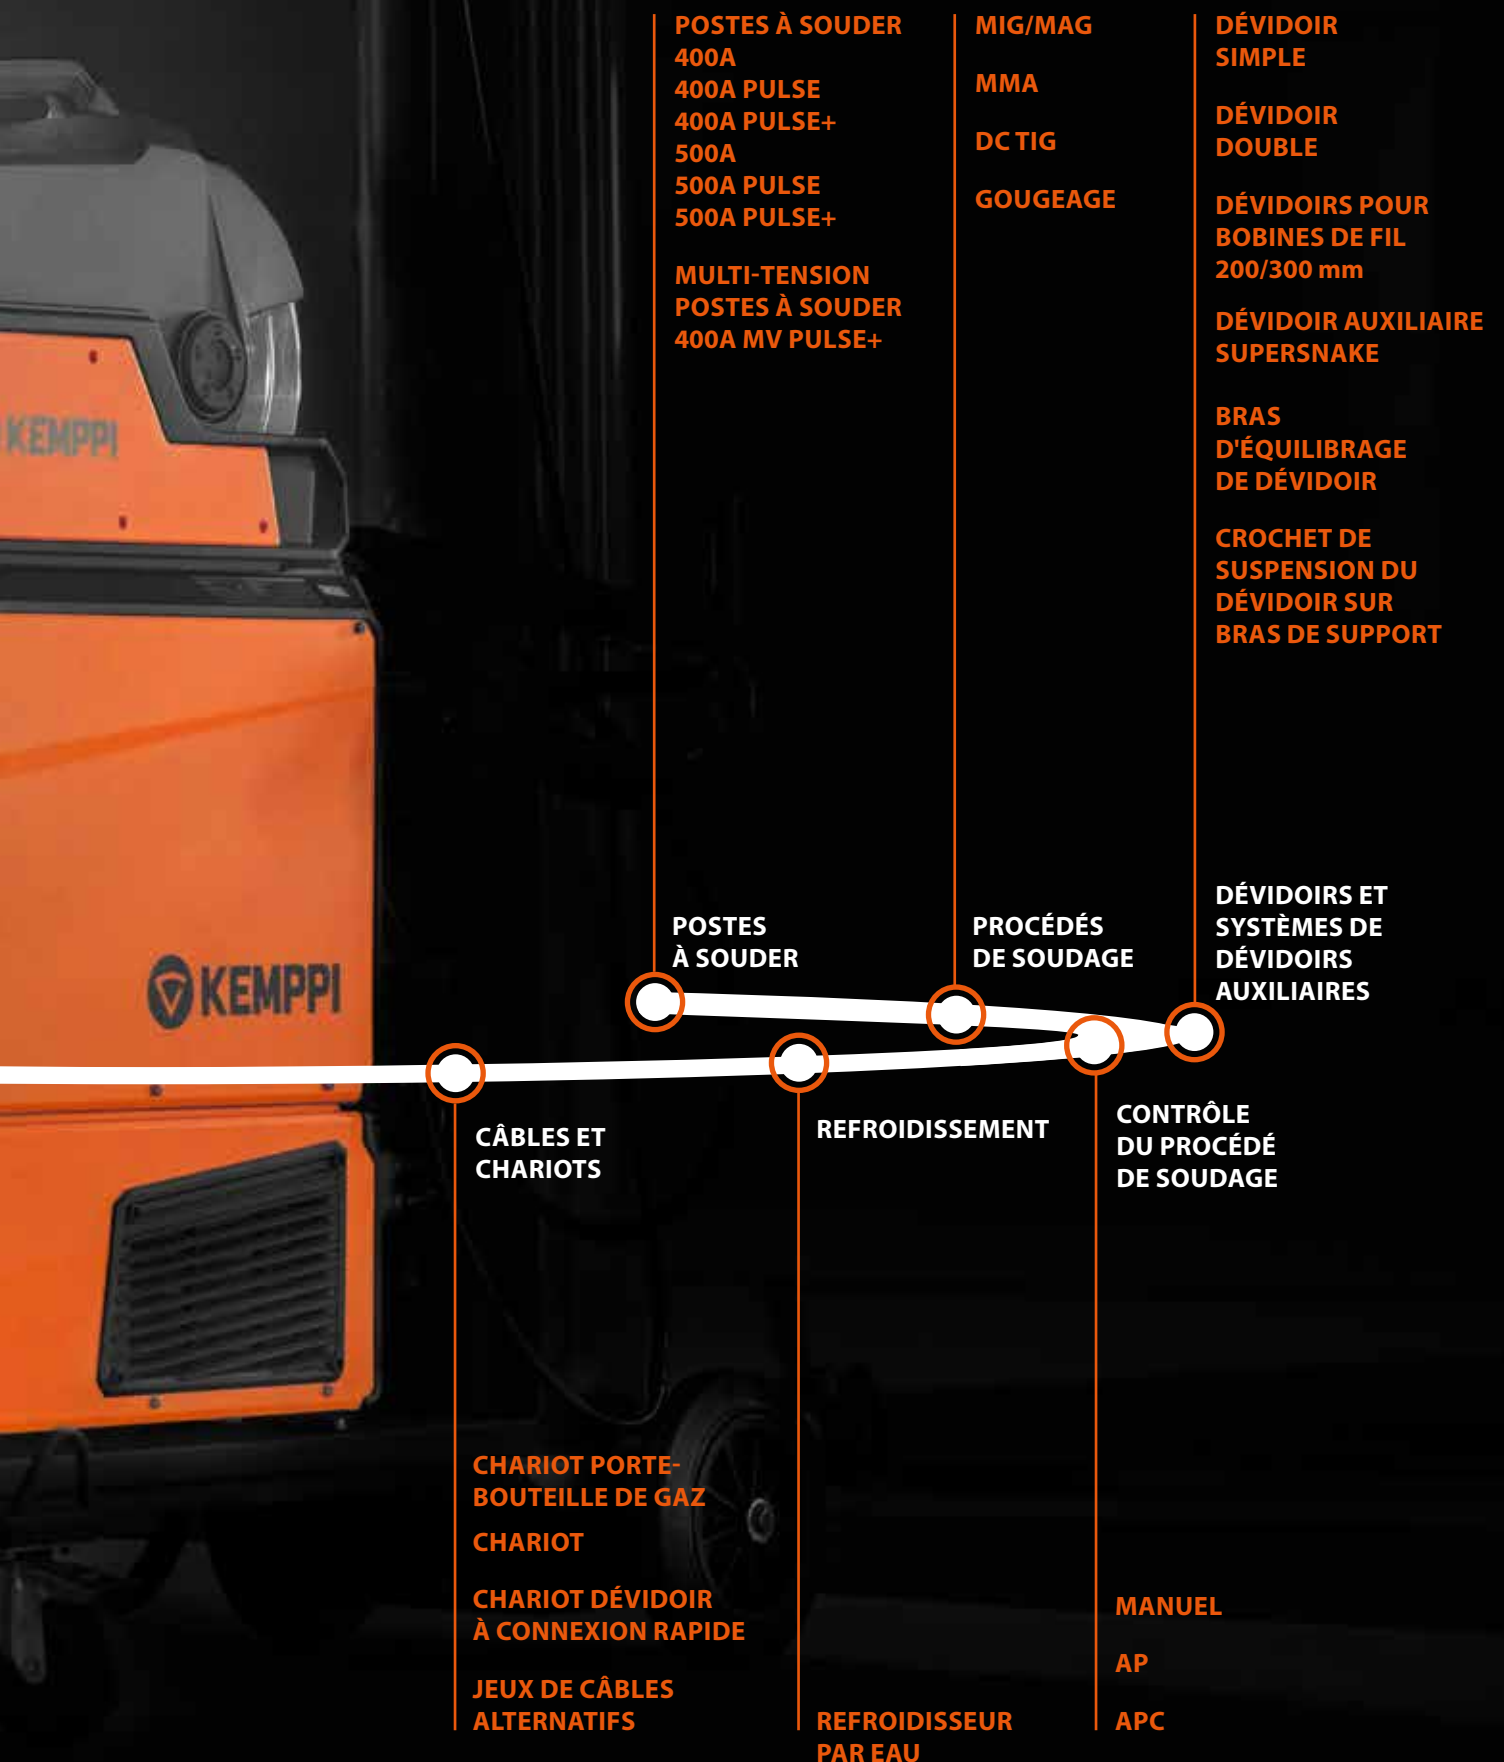 POSTES À SOUDER
400A
400A PULSE
400A PULSE+
500A
500A PULSE
500A PULSE+
MULTI-TENSION
POSTES À SOUDER
400A MV PULSE+
MIG/MAG
MMA
DC TIG
GOUGEAGE
DÉVIDOIR
SIMPLE
DÉVIDOIR
DOUBLE
DÉVIDOIRS POUR
BOBINES DE FIL
200/300 mm
DÉVIDOIR AUXILIAIRE
SUPERSNAKE
BRAS
D'ÉQUILIBRAGE
DE DÉVIDOIR
CROCHET DE
SUSPENSION DU
DÉVIDOIR SUR
BRAS DE SUPPORT
KEMPPI
KEMPPI
POSTES
À SOUDER
PROCÉDÉS
DE SOUDAGE
DÉVIDOIRS ET
SYSTÈMES DE
DÉVIDOIRS
AUXILIAIRES
CÂBLES ET
CHARIOTS
REFROIDISSEMENT
CONTRÔLE
DU PROCÉDÉ
DE SOUDAGE
CHARIOT PORTE-
BOUTEILLE DE GAZ
CHARIOT
CHARIOT DÉVIDOIR
À CONNEXION RAPIDE
JEUX DE CÂBLES
ALTERNATIFS
REFROIDISSEUR
PAR EAU
MANUEL
AP
APC